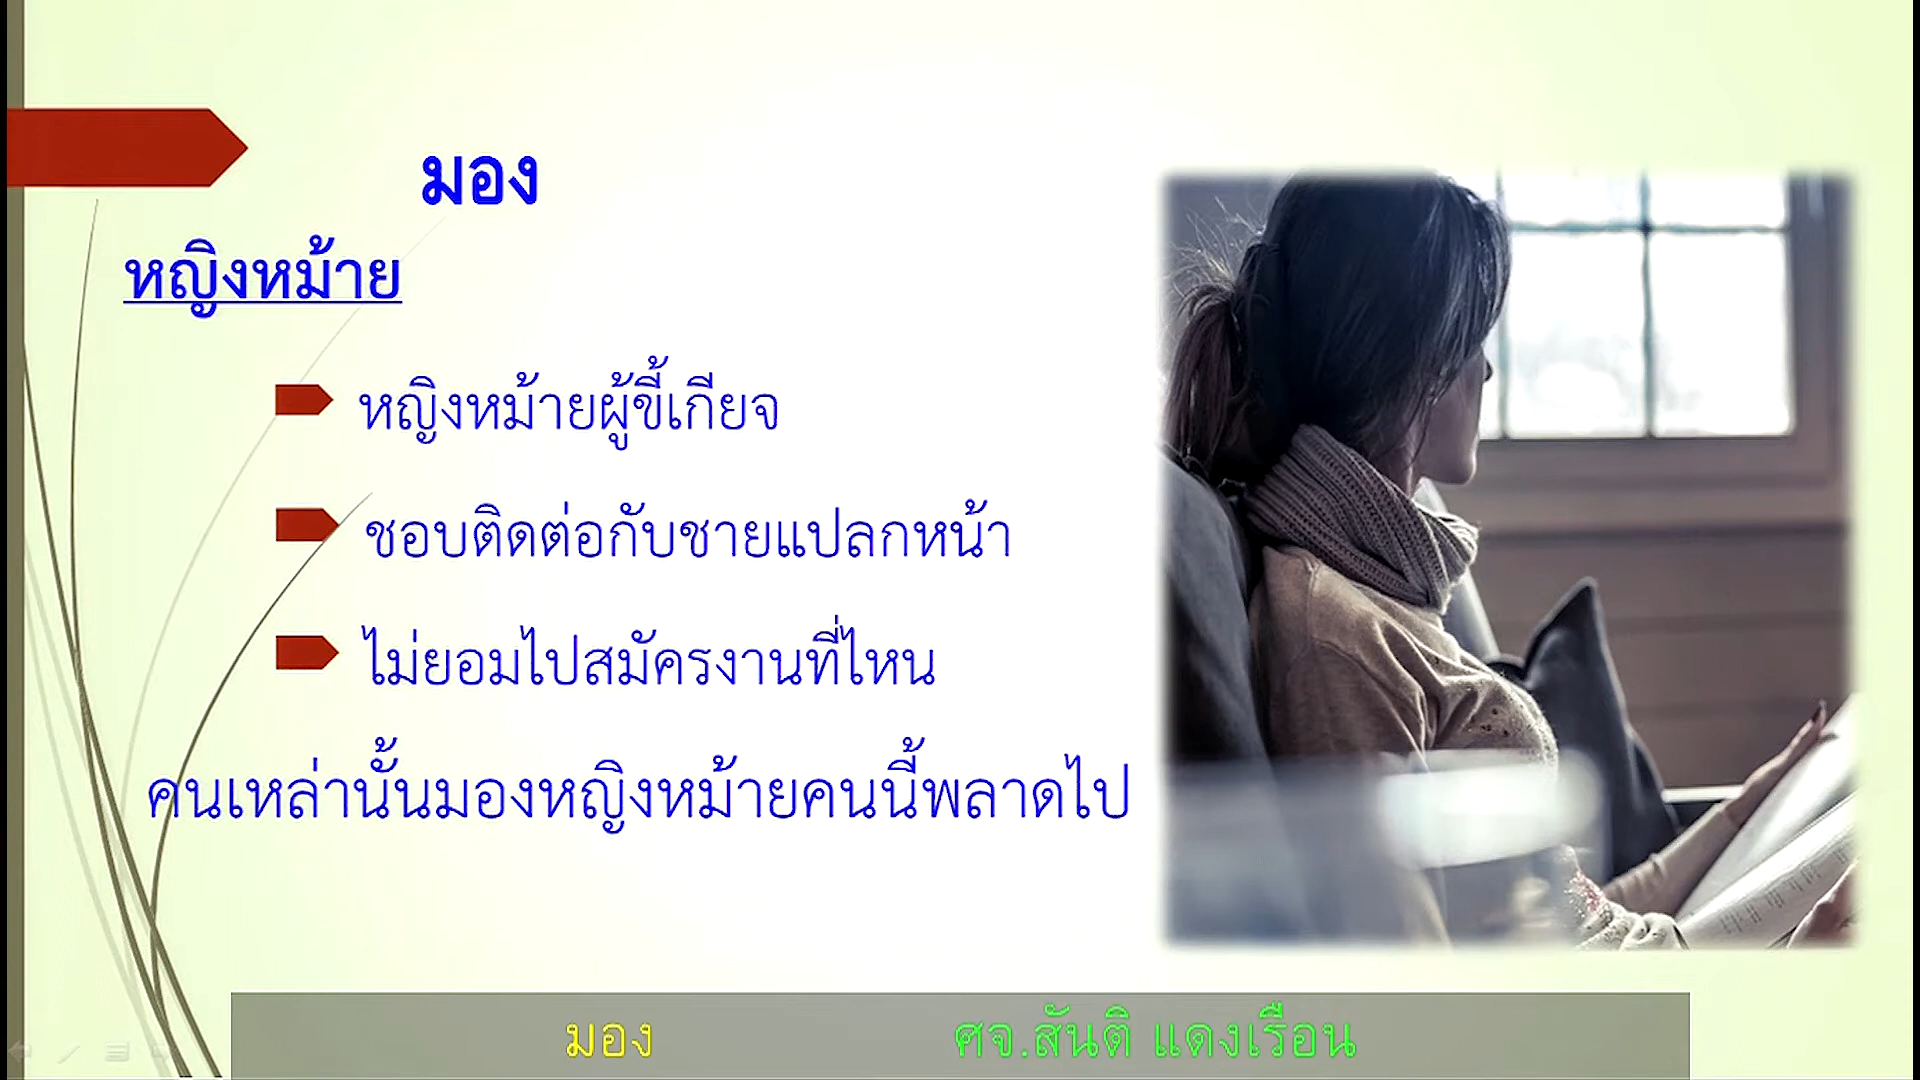 มอง
หญิงหม้าย
หญิงหม้ายผู้ขี้เกียจ
ชอบติดต่อกับชายแปลกหน้า
ไม่ยอมไปสมัครงานที่ไหน
คนเหล่านั้นมองหญิงหม้ายคนนี้พลาดไป
มอง ศจ.สันติ แดงเรือน